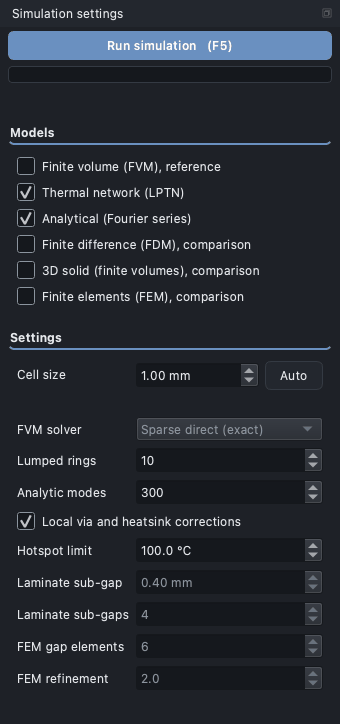 Simulation settings
Run simulation (F5)
Models
Finite volume (FVM), reference
Thermal network (LPTN)
Analytical (Fourier series)
Finite difference (FDM), comparison
3D solid (finite volumes), comparison
Finite elements (FEM), comparison
Settings
Cell size 1.00 mm Auto
FVM solver Sparse direct (exact)
Lumped rings 10
Analytic modes 300
Local via and heatsink corrections
Hotspot limit 100.0 °C
Laminate sub-gap 0.40 mm
Laminate sub-gaps 4
FEM gap elements 6
FEM refinement 2.0